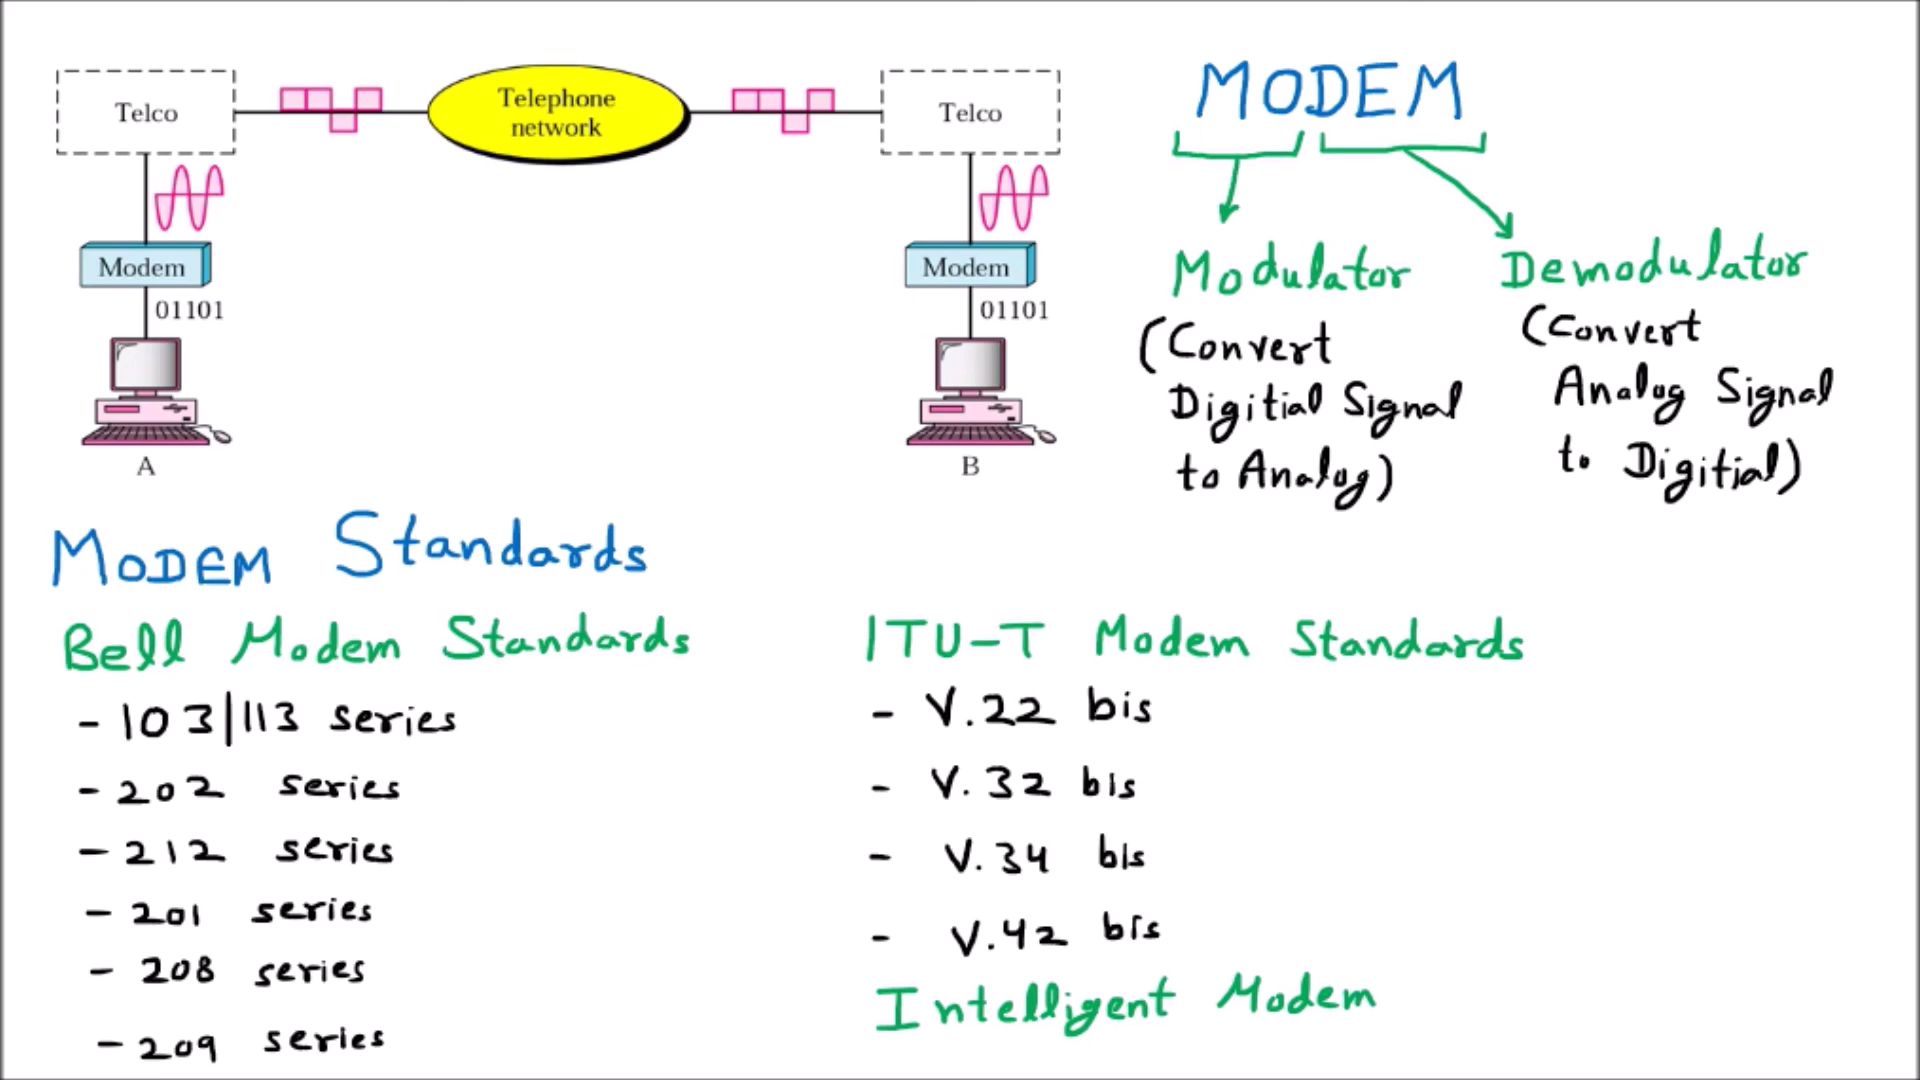 Telco
Telephone
network
Telco
Modem
01101
A
Modem
01101
B
MODEM
Modulator
(Convert
Digitial Signal
to Analog)
Demodulator
(Convert
Analog Signal
to Digitial)
MODEM Standards
Bell Modem Standards
- 103|113 series
- 202 series
- 212 series
- 201 series
- 208 series
- 209 series
ITU-T Modem Standards
- V.22 bis
- V.32 bis
- V.34 bis
- V.42 bis
Intelligent Modem